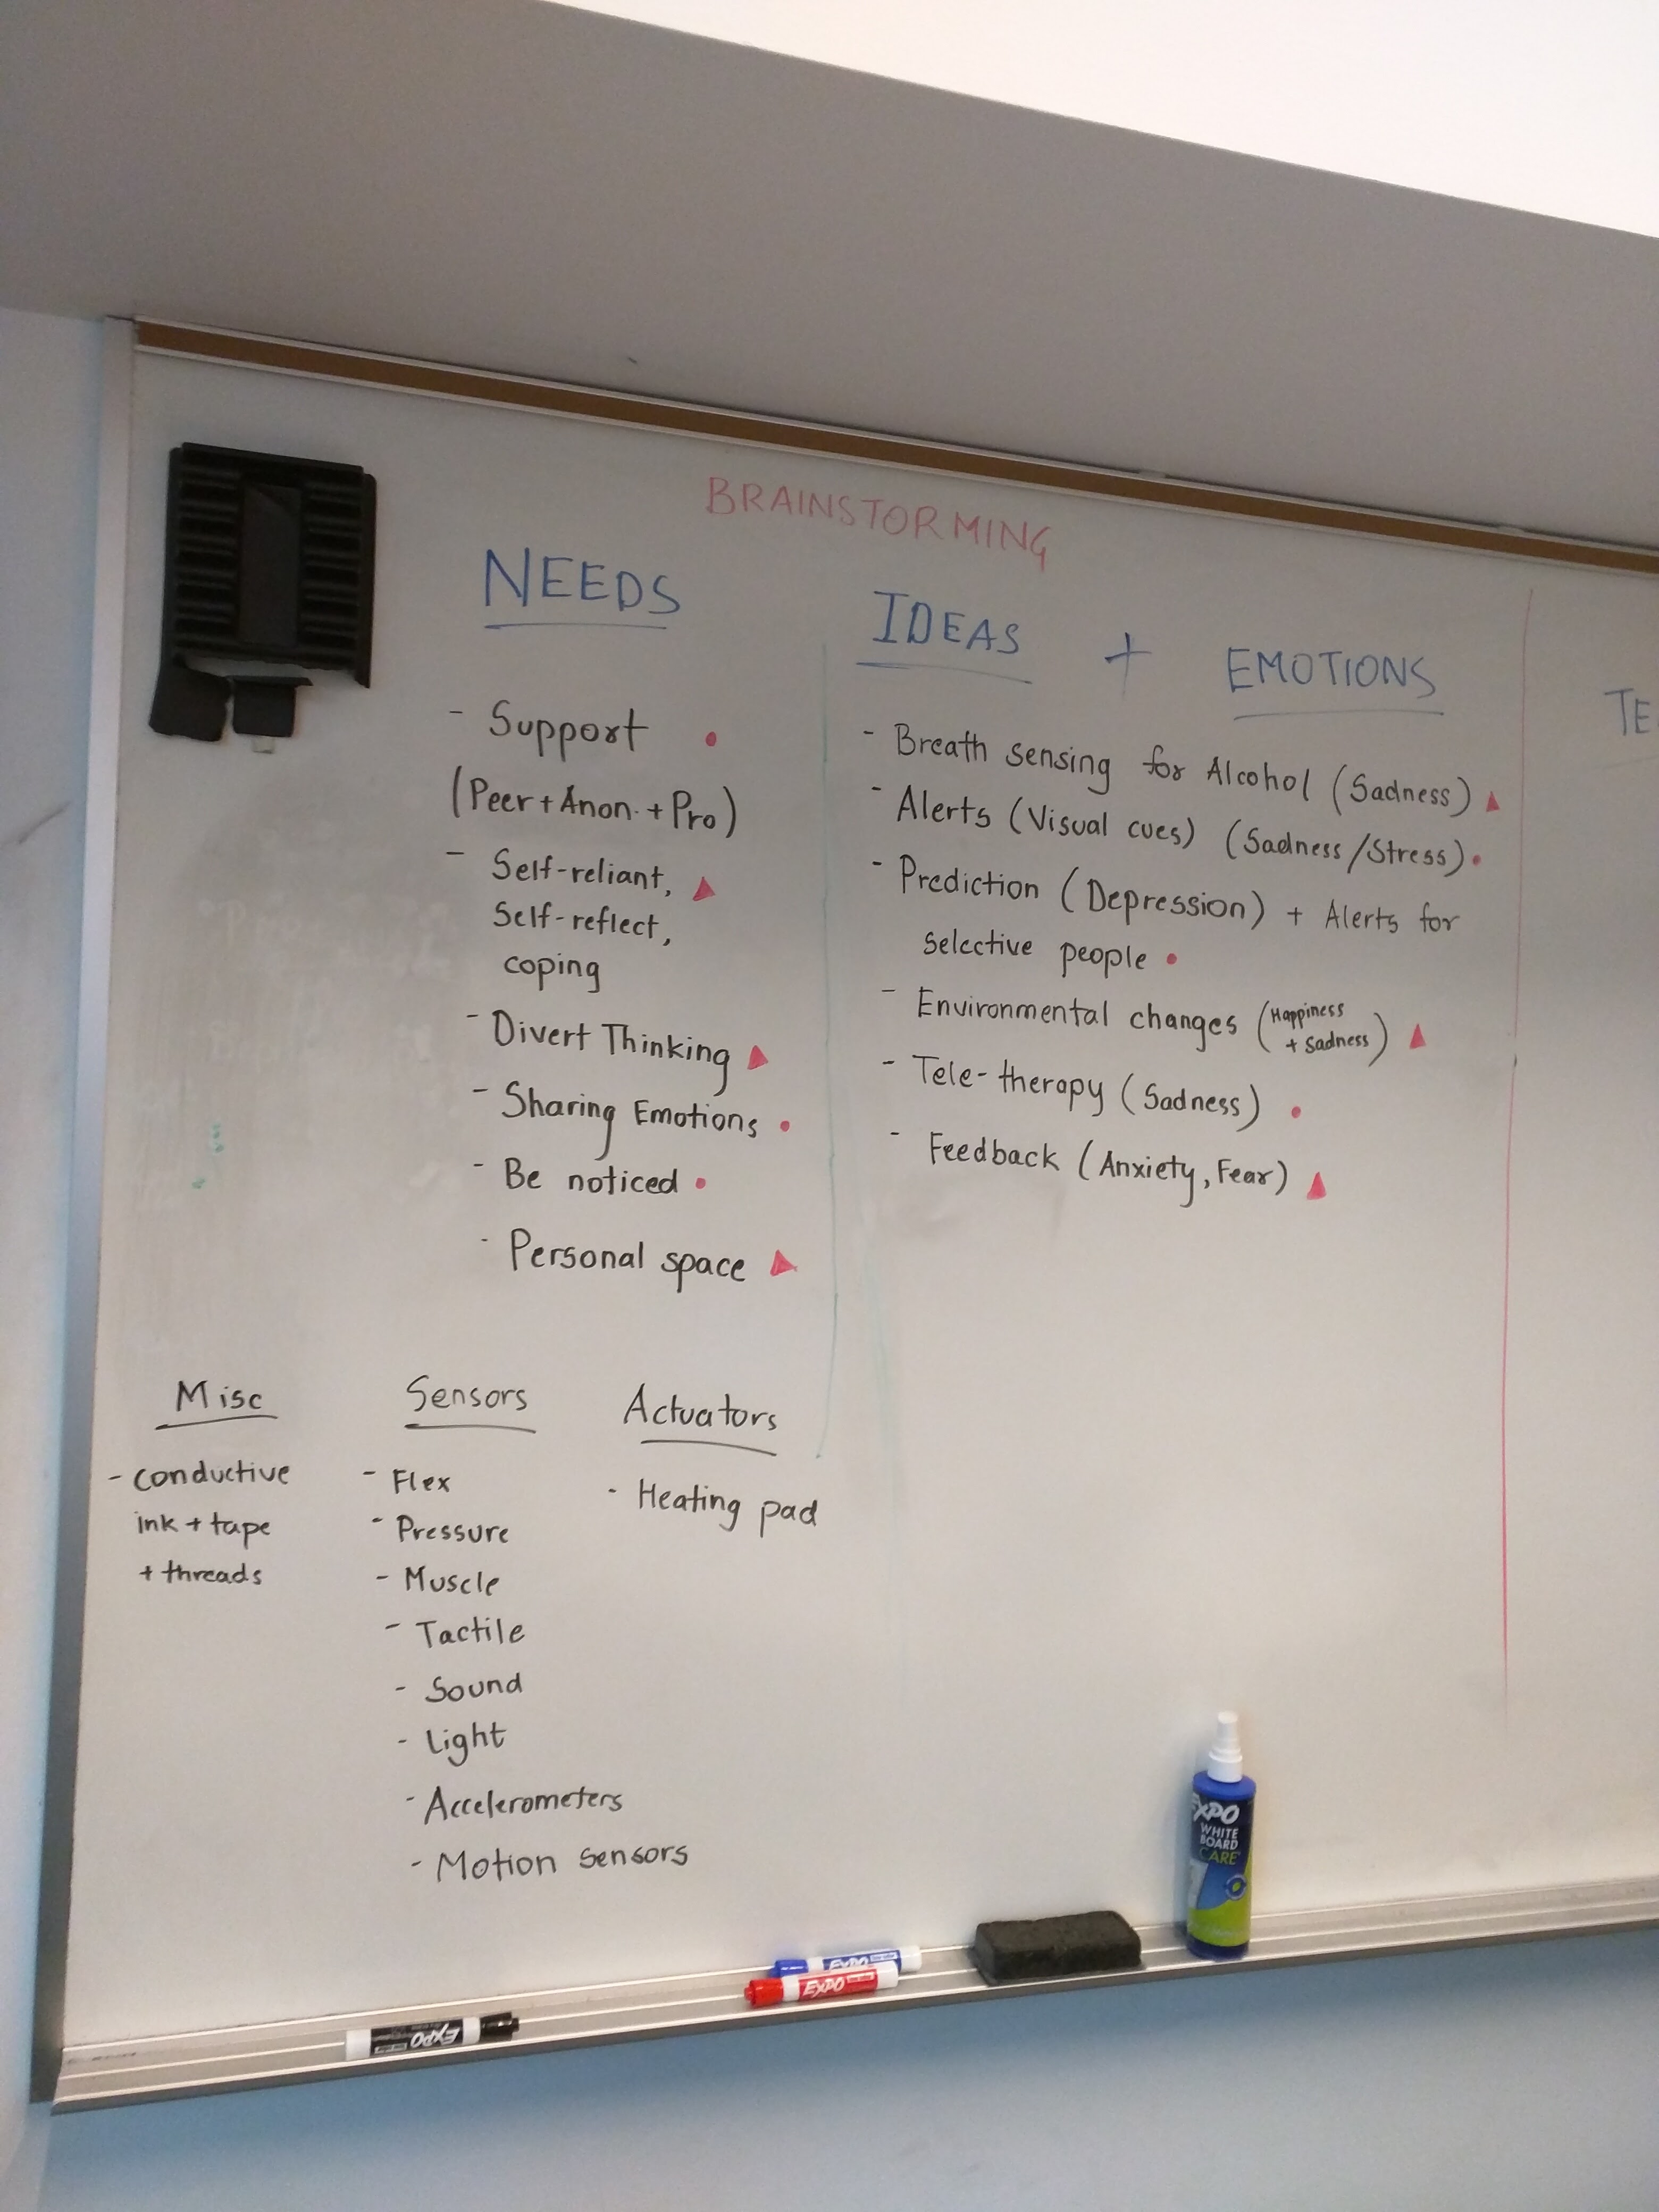 BRAINSTORMING
NEEDS
- Support
(Peer + Anon. + Pro)
- Self-reliant,
Self-reflect,
coping
- Divert Thinking
- Sharing Emotions
- Be noticed
- Personal space
IDEAS + EMOTIONS
- Breath sensing for Alcohol (Sadness)
- Alerts (Visual cues) (Sadness/Stress)
- Prediction (Depression) + Alerts for
selective people
- Environmental changes (Happiness
+ Sadness)
- Tele-therapy (Sadness)
- Feedback (Anxiety, Fear)
TE
Misc
- conductive
ink + tape
+ threads
Sensors
- Flex
- Pressure
- Muscle
- Tactile
- Sound
- Light
- Accelerometers
- Motion sensors
Actuators
- Heating pad
EXPO
WHITE
BOARD
CARE
EXPO
EXPO
EXPO